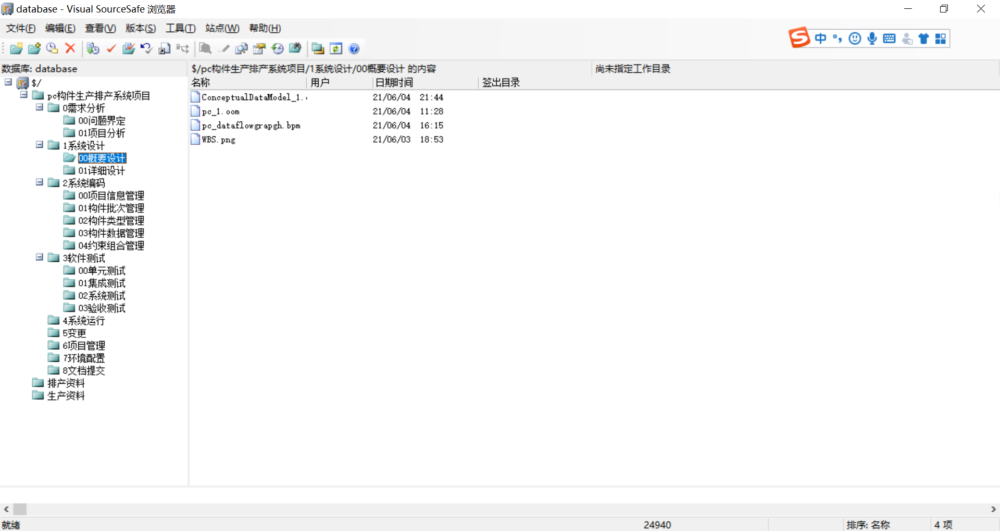 database - Visual SourceSafe 浏览器
文件(F) 编辑(E) 查看(V) 版本(S) 工具(T) 站点(W) 帮助(H)
中
数据库: database
$/pc构件生产排产系统项目/1系统设计/00概要设计 的内容
尚未指定工作目录
名称 用户 日期时间 签出目录
$/
pc构件生产排产系统项目
0需求分析
00问题界定
01项目分析
1系统设计
00概要设计
01详细设计
2系统编码
00项目信息管理
01构件批次管理
02构件类型管理
03构件数据管理
04约束组合管理
3软件测试
00单元测试
01集成测试
02系统测试
03验收测试
4系统运行
5变更
6项目管理
7环境配置
8文档提交
排产资料
生产资料
ConceptualDataModel_1. 21/06/04 21:44
pc_1.oom 21/06/04 11:28
pc_dataflowgrapgh.bpm 21/06/04 16:15
WBS.png 21/06/03 18:53
就绪 24940 排序: 名称 4 项